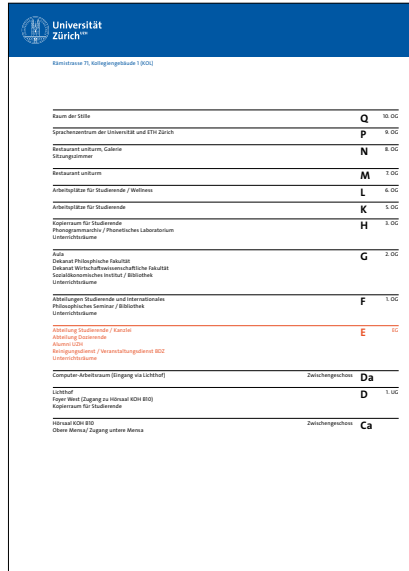 Universität
Zürich UZH
Rämistrasse 71, Kollegiengebäude 1 (KOL)
Raum der Stille Q 10. OG
Sprachenzentrum der Universität und ETH Zürich P 9. OG
Restaurant uniturm, Galerie N 8. OG
Sitzungszimmer
Restaurant uniturm M 7. OG
Arbeitsplätze für Studierende / Wellness L 6. OG
Arbeitsplätze für Studierende K 5. OG
Kopierraum für Studierende H 3. OG
Phonogrammarchiv / Phonetisches Laboratorium
Unterrichtsräume
Aula G 2. OG
Dekanat Philosphische Fakultät
Dekanat Wirtschaftswissenschaftliche Fakultät
Sozialökonomisches Institut / Bibliothek
Unterrichtsräume
Abteilungen Studierende und Internationales F 1. OG
Philosophisches Seminar / Bibliothek
Unterrichtsräume
Abteilung Studierende / Kanzlei E EG
Abteilung Dozierende
Alumni UZH
Reinigungsdienst / Veranstaltungsdienst BDZ
Unterrichtsräume
Computer-Arbeitsraum (Eingang via Lichthof) Zwischengeschoss Da
Lichthof D 1. UG
Foyer West (Zugang zu Hörsaal KOH B10)
Kopierraum für Studierende
Hörsaal KOH B10 Zwischengeschoss Ca
Obere Mensa/ Zugang untere Mensa